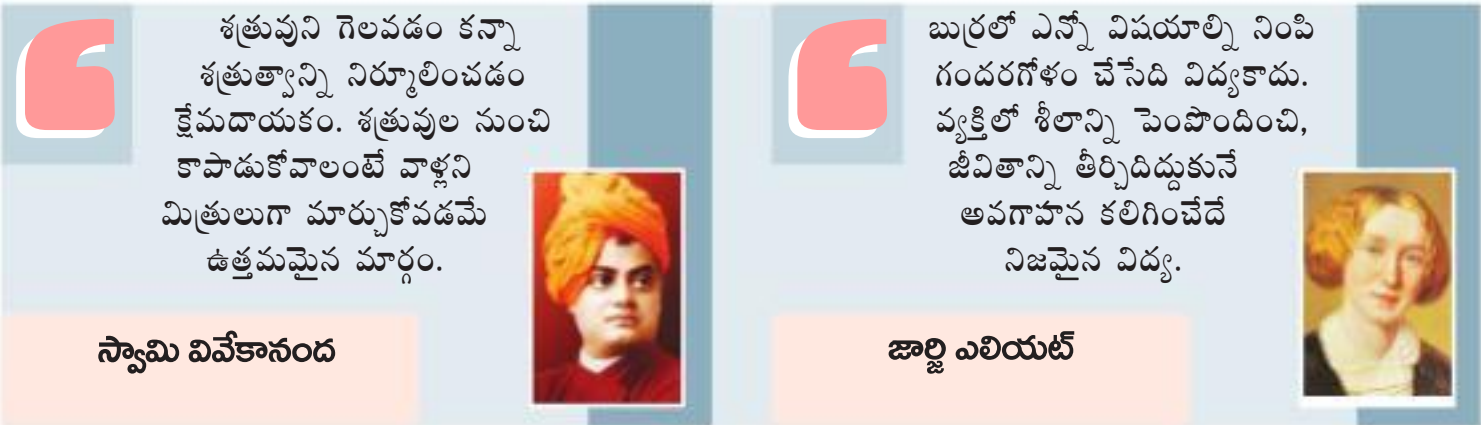 శత్రువుని గెలవడం కన్నా
శత్రుత్వాన్ని నిర్మూలించడం
క్షేమదాయకం. శత్రువుల నుంచి
కాపాడుకోవాలంటే వాళ్లని
మిత్రులుగా మార్చుకోవడమే
ఉత్తమమైన మార్గం.
స్వామి వివేకానంద
బుర్రలో ఎన్నో విషయాల్ని నింపి
గందరగోళం చేసేది విద్యకాదు.
వ్యక్తిలో శీలాన్ని పెంపొందించి,
జీవితాన్ని తీర్చిదిద్దుకునే
అవగాహన కలిగించేదే
నిజమైన విద్య.
జార్జి ఎలియట్